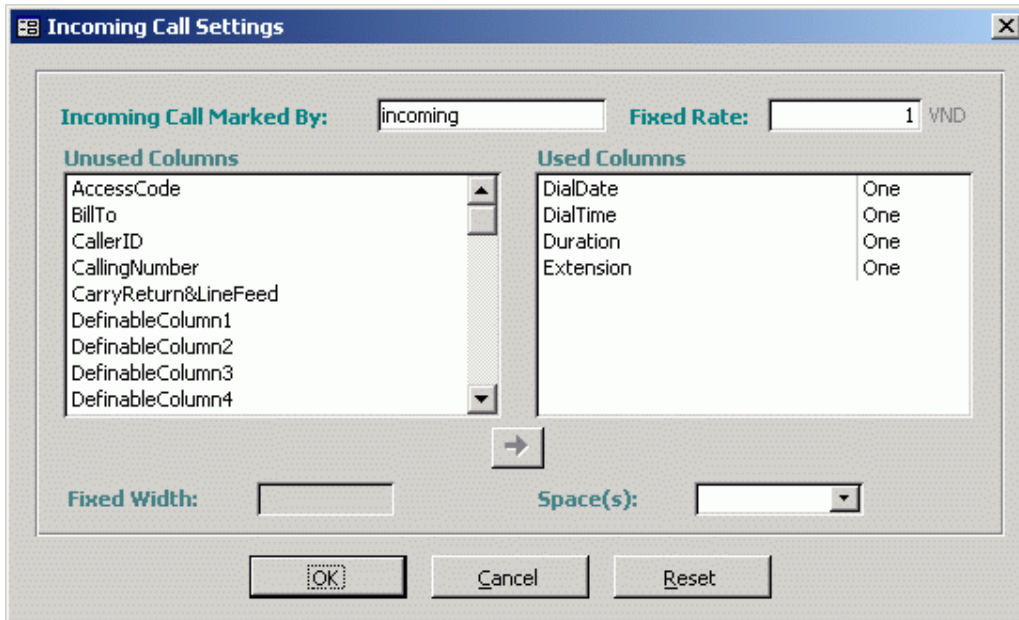 Incoming Call Settings
Incoming Call Marked By: incoming Fixed Rate: 1 VND
Unused Columns Used Columns
AccessCode DialDate One
BillTo DialTime One
CallerID Duration One
CallingNumber Extension One
CarryReturn&LineFeed
DefinableColumn1
DefinableColumn2
DefinableColumn3
DefinableColumn4
Fixed Width: Space(s):
OK Cancel Reset